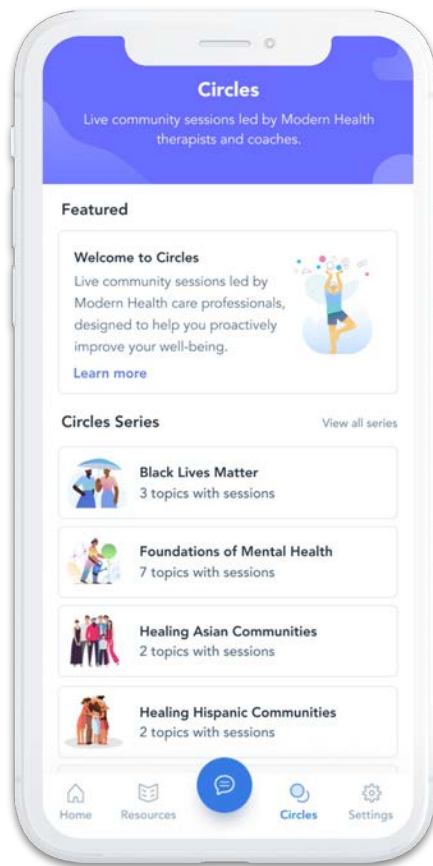 Circles
Live community sessions led by Modern Health
therapists and coaches.
Featured
Welcome to Circles
Live community sessions led by
Modern Health care professionals,
designed to help you proactively
improve your well-being.
Learn more
Circles Series
View all series
Black Lives Matter
3 topics with sessions
Foundations of Mental Health
7 topics with sessions
Healing Asian Communities
2 topics with sessions
Healing Hispanic Communities
2 topics with sessions
Home
Resources
Circles
Settings